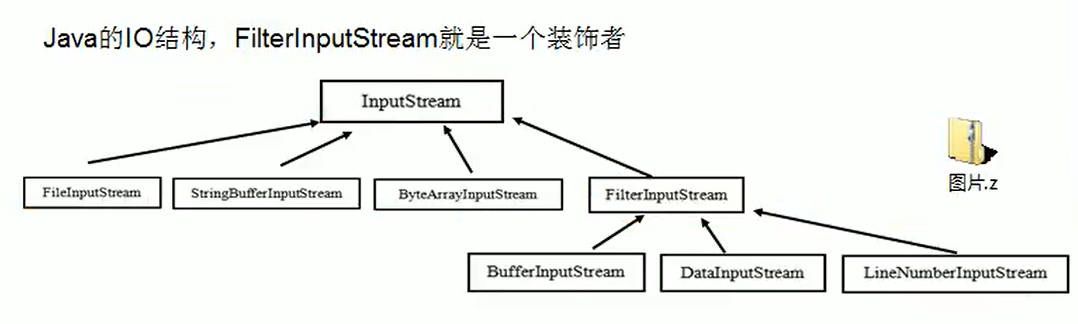 Java的IO结构，FilterInputStream就是一个装饰者
InputStream
图片.z
FileInputStream
StringBufferInputStream
ByteArrayInputStream
FilterInputStream
BufferInputStream
DataInputStream
LineNumberInputStream